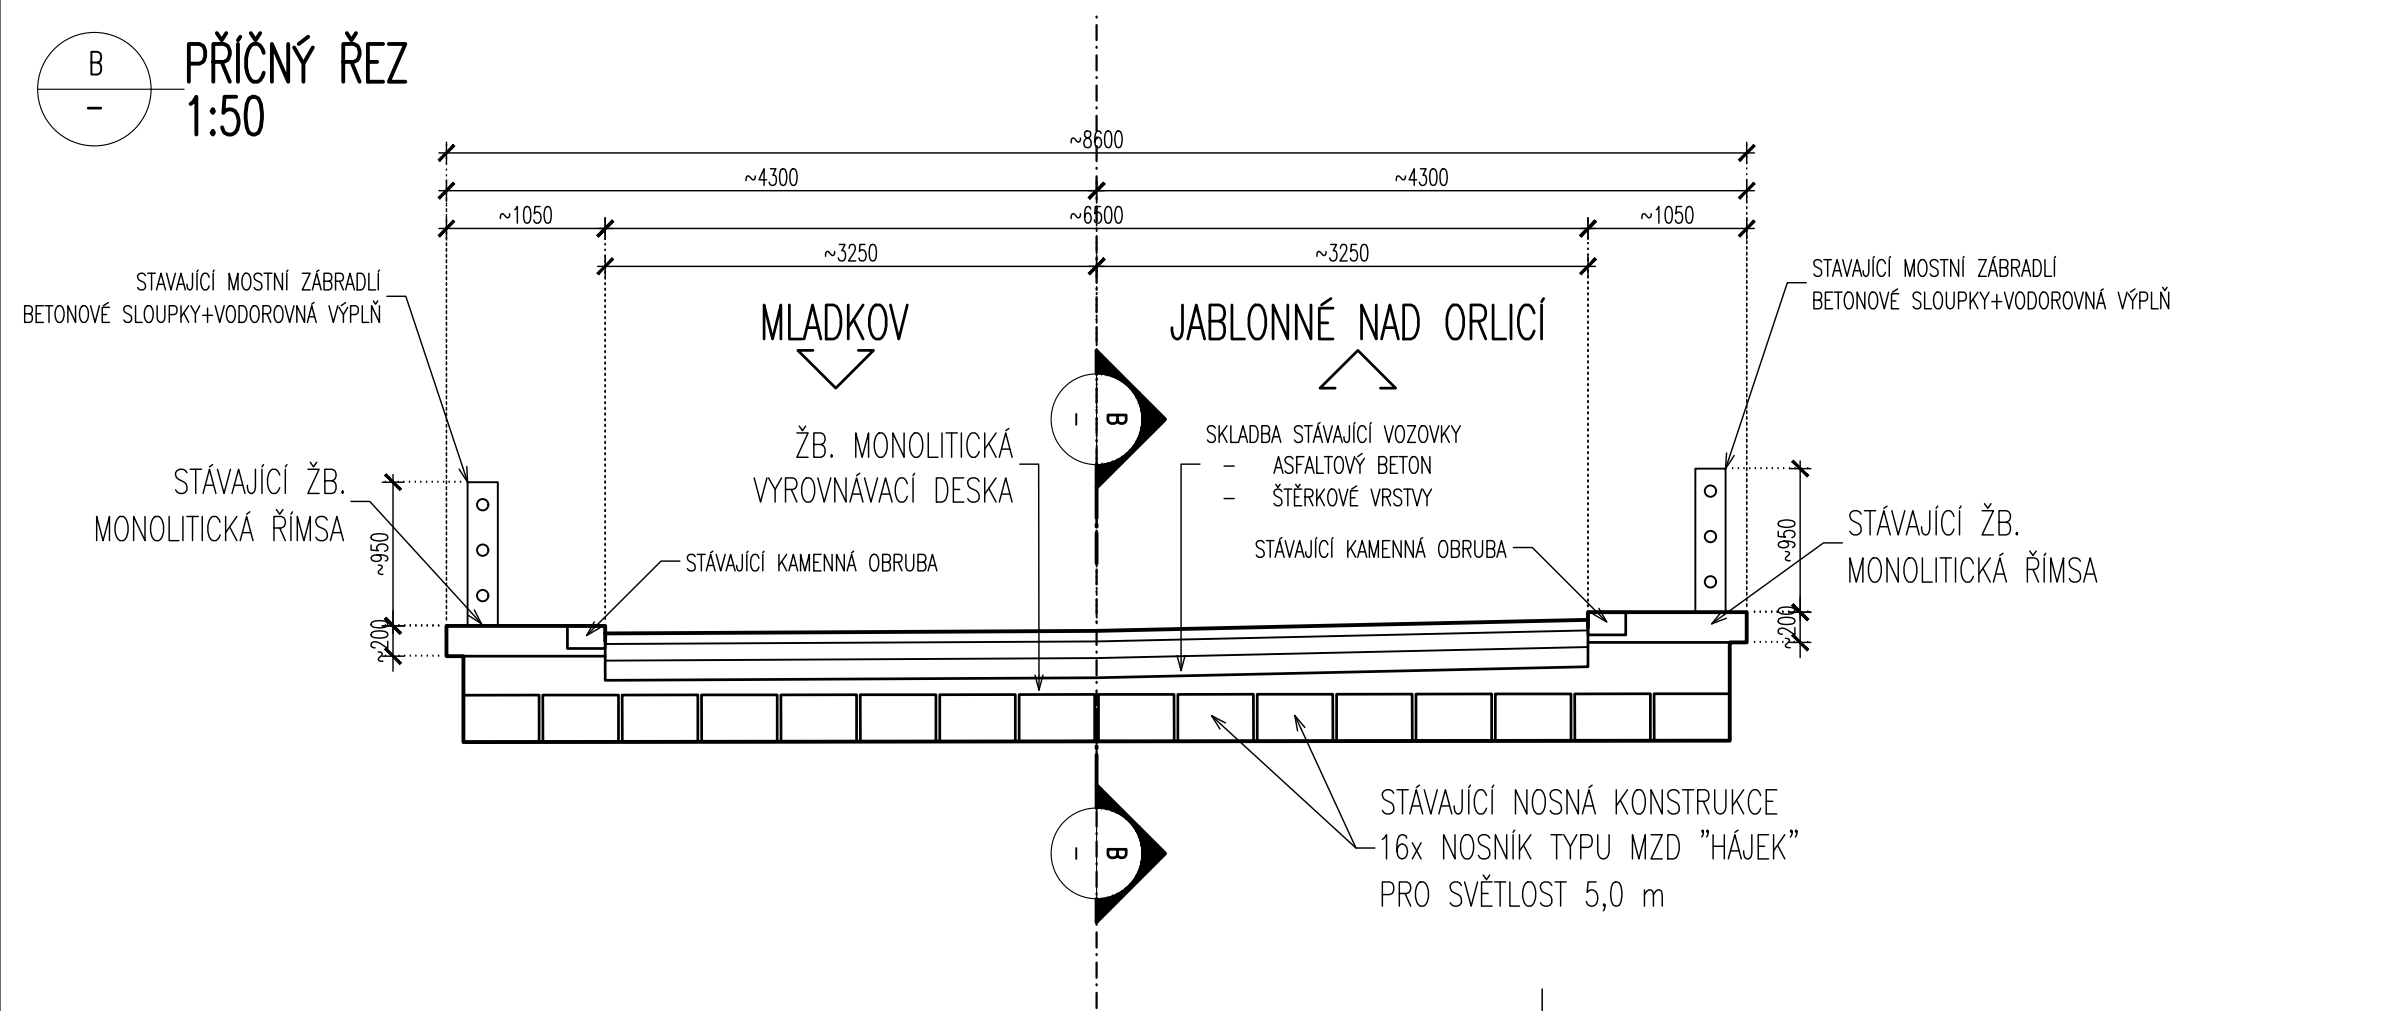 B
–
PŘÍČNÝ ŘEZ
1:50
~8600
~4300
~4300
~1050
~6500
~1050
~3250
~3250
STAVAJÍCÍ MOSTNÍ ZÁBRADLÍ
BETONOVÉ SLOUPKY+VODOROVNÁ VÝPLŇ
STAVAJÍCÍ MOSTNÍ ZÁBRADLÍ
BETONOVÉ SLOUPKY+VODOROVNÁ VÝPLŇ
MLADKOV
JABLONNÉ NAD ORLICÍ
B
–
ŽB. MONOLITICKÁ
VYROVNÁVACÍ DESKA
SKLADBA STÁVAJÍCÍ VOZOVKY
– ASFALTOVÝ BETON
– ŠTĚRKOVÉ VRSTVY
STÁVAJÍCÍ ŽB.
MONOLITICKÁ ŘÍMSA
~950
~200
STÁVAJÍCÍ KAMENNÁ OBRUBA
STÁVAJÍCÍ KAMENNÁ OBRUBA
~950
~200
STÁVAJÍCÍ ŽB.
MONOLITICKÁ ŘÍMSA
B
–
STÁVAJÍCÍ NOSNÁ KONSTRUKCE
16x NOSNÍK TYPU MZD "HÁJEK"
PRO SVĚTLOST 5,0 m